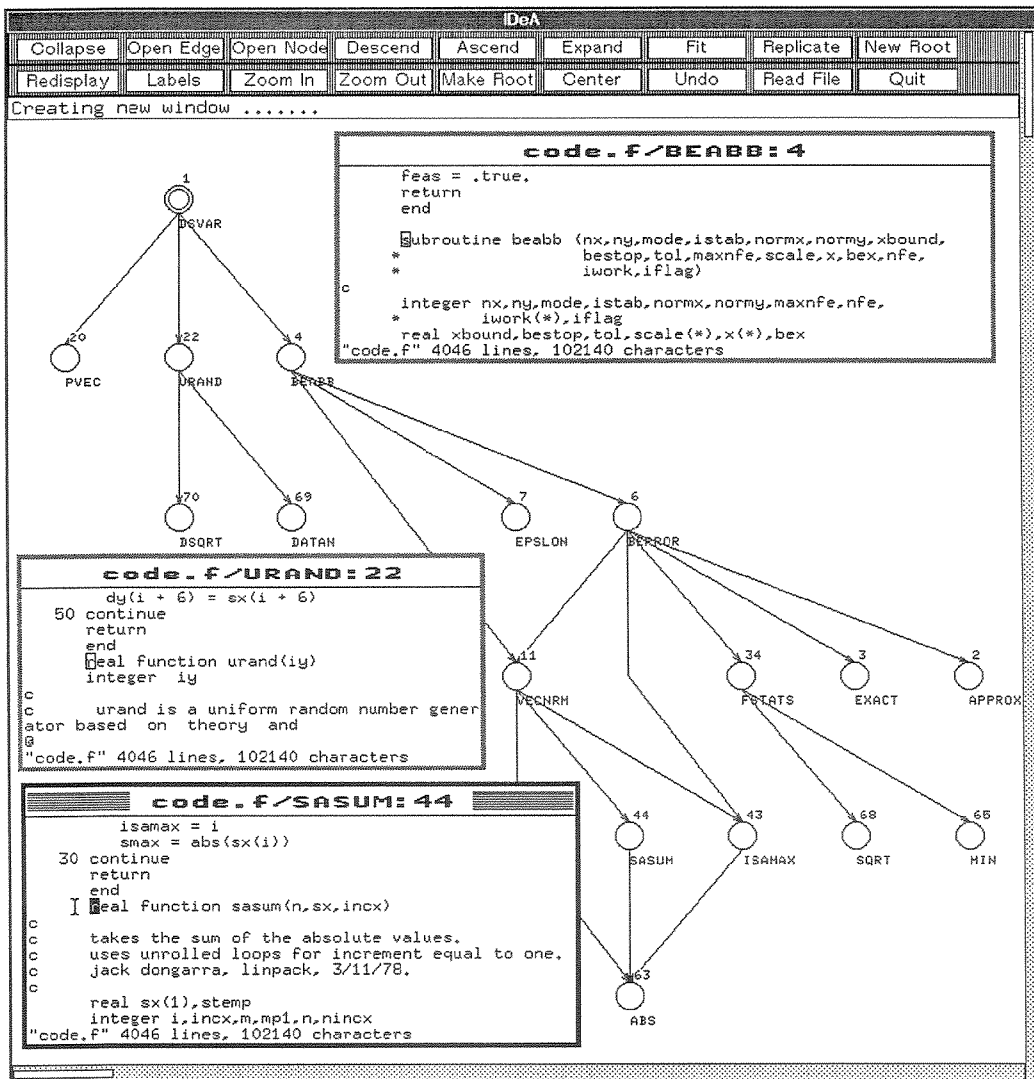 IDeA
Collapse Open Edge Open Node Descend Ascend Expand Fit Replicate New Root
Redisplay Labels Zoom In Zoom Out Make Root Center Undo Read File Quit
Creating new window .......
code.f/BEABB:4
feas = .true.
return
end
subroutine beabb (nx,ny,mode,istab,normx,normy,xbound,
* bestop,tol,maxnfe,scale,x,bex,nfe,
* iwork,iflag)
c
integer nx,ny,mode,istab,normx,normy,maxnfe,nfe,
* iwork(*),iflag
real xbound,bestop,tol,scale(*),x(*),bex
"code.f" 4046 lines, 102140 characters
1
DSVAR
20
PVEC
22
URAND
4
BEABB
70
DSQRT
69
DATAN
7
EPSLON
6
BERROR
code.f/URAND:22
dy(i + 6) = sx(i + 6)
50 continue
return
end
real function urand(iy)
integer iy
c
c urand is a uniform random number gener
ator based on theory and
@
"code.f" 4046 lines, 102140 characters
11
VECNRM
34
FSTATS
3
EXACT
2
APPROX
code.f/SASUM:44
isamax = i
smax = abs(sx(i))
30 continue
return
end
real function sasum(n,sx,incx)
c
c takes the sum of the absolute values.
c uses unrolled loops for increment equal to one.
c jack dongarra, linpack, 3/11/78.
c
real sx(1),stemp
integer i,incx,m,mp1,n,nincx
"code.f" 4046 lines, 102140 characters
44
SASUM
43
ISAMAX
68
SQRT
65
MIN
63
ABS